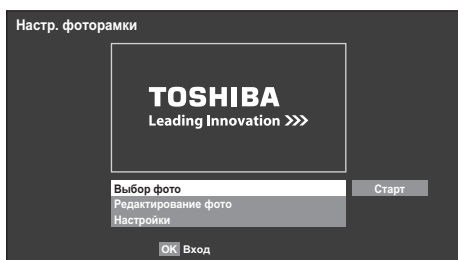 Настр. фоторамки
TOSHIBA
Leading Innovation >>>
Выбор фото Старт
Редактирование фото
Настройки
OK Вход